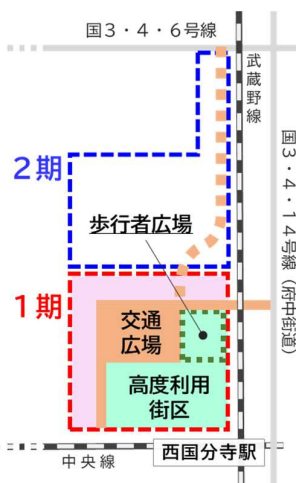 国3・4・6号線
武蔵野線
2期
国3・4・14号線（府中街道）
歩行者広場
1期
交通
広場
高度利用
街区
西国分寺駅
中央線